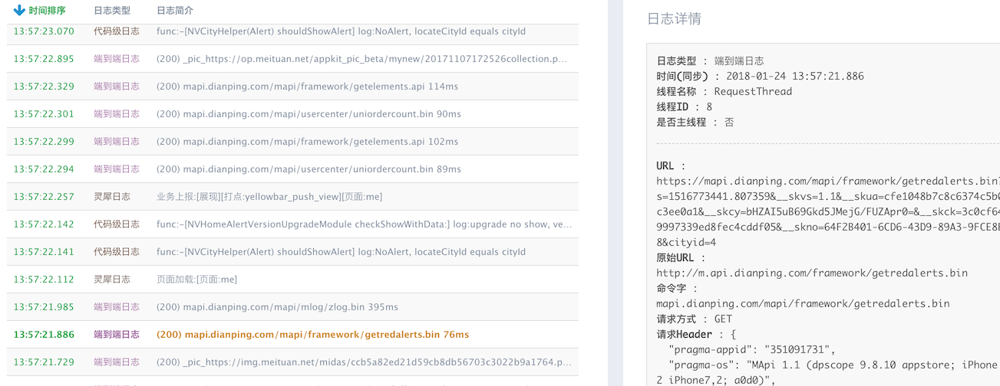 时间排序 日志类型 日志简介
13:57:23.070 代码级日志 func:-[NVCityHelper(Alert) shouldShowAlert] log:NoAlert, locateCityId equals cityId
13:57:22.895 端到端日志 (200) _pic_https://op.meituan.net/appkit_pic_beta/mynew/20171107172526collection.p...
13:57:22.329 端到端日志 (200) mapi.dianping.com/mapi/framework/getelements.api 114ms
13:57:22.301 端到端日志 (200) mapi.dianping.com/mapi/usercenter/uniordercount.bin 90ms
13:57:22.299 端到端日志 (200) mapi.dianping.com/mapi/framework/getelements.api 102ms
13:57:22.294 端到端日志 (200) mapi.dianping.com/mapi/usercenter/uniordercount.bin 89ms
13:57:22.257 灵犀日志 业务上报:[展现][打点:yellowbar_push_view][页面:me]
13:57:22.142 代码级日志 func:-[NVHomeAlertVersionUpgradeModule checkShowWithData:] log:upgrade no show, ve...
13:57:22.141 代码级日志 func:-[NVCityHelper(Alert) shouldShowAlert] log:NoAlert, locateCityId equals cityId
13:57:22.112 灵犀日志 页面加载:[页面:me]
13:57:21.985 端到端日志 (200) mapi.dianping.com/mapi/mlog/zlog.bin 395ms
13:57:21.886 端到端日志 (200) mapi.dianping.com/mapi/framework/getredalerts.bin 76ms
13:57:21.729 端到端日志 (200) _pic_https://img.meituan.net/midas/ccb5a82ed21d59cb8db56703c3022b9a1764.p...
日志详情
日志类型 : 端到端日志
时间(同步) : 2018-01-24 13:57:21.886
线程名称 : RequestThread
线程ID : 8
是否主线程 : 否
URL :
https://mapi.dianping.com/mapi/framework/getredalerts.bin?
s=1516773441.807359&__skvs=1.1&__skua=cfe1048b7c8c6374c5b0
c3ee0a1&__skcy=bHZAI5uB69Gkd5JMejG/FUZApr0=&__skck=3c0cf64
9997339ed8fec4cddf05&__skno=64F2B401-6CD6-43D9-89A3-9FCE8E
8&cityid=4
原始URL :
http://m.api.dianping.com/framework/getredalerts.bin
命令字 :
mapi.dianping.com/mapi/framework/getredalerts.bin
请求方式 : GET
请求Header : {
"pragma-appid": "351091731",
"pragma-os": "MApi 1.1 (dpscope 9.8.10 appstore; iPhone
2 iPhone7,2; a0d0)",